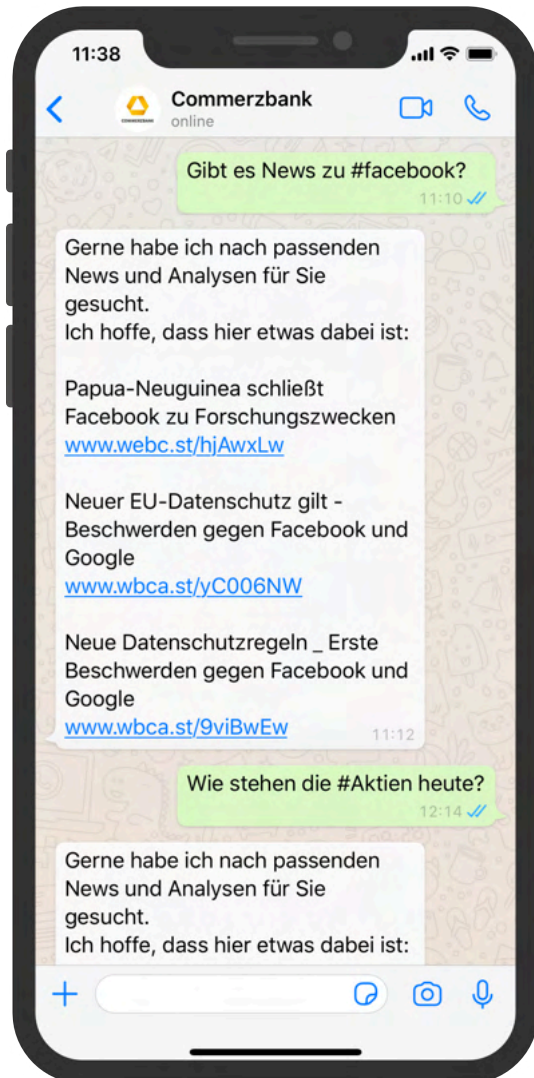 11:38
Commerzbank
COMMERZBANK
online
Gibt es News zu #facebook?
11:10
Gerne habe ich nach passenden
News und Analysen für Sie
gesucht.
Ich hoffe, dass hier etwas dabei ist:
Papua-Neuguinea schließt
Facebook zu Forschungszwecken
www.webc.st/hjAwxLw
Neuer EU-Datenschutz gilt -
Beschwerden gegen Facebook und
Google
www.wbca.st/yC006NW
Neue Datenschutzregeln _ Erste
Beschwerden gegen Facebook und
Google
www.wbca.st/9viBwEw
11:12
Wie stehen die #Aktien heute?
12:14
Gerne habe ich nach passenden
News und Analysen für Sie
gesucht.
Ich hoffe, dass hier etwas dabei ist: